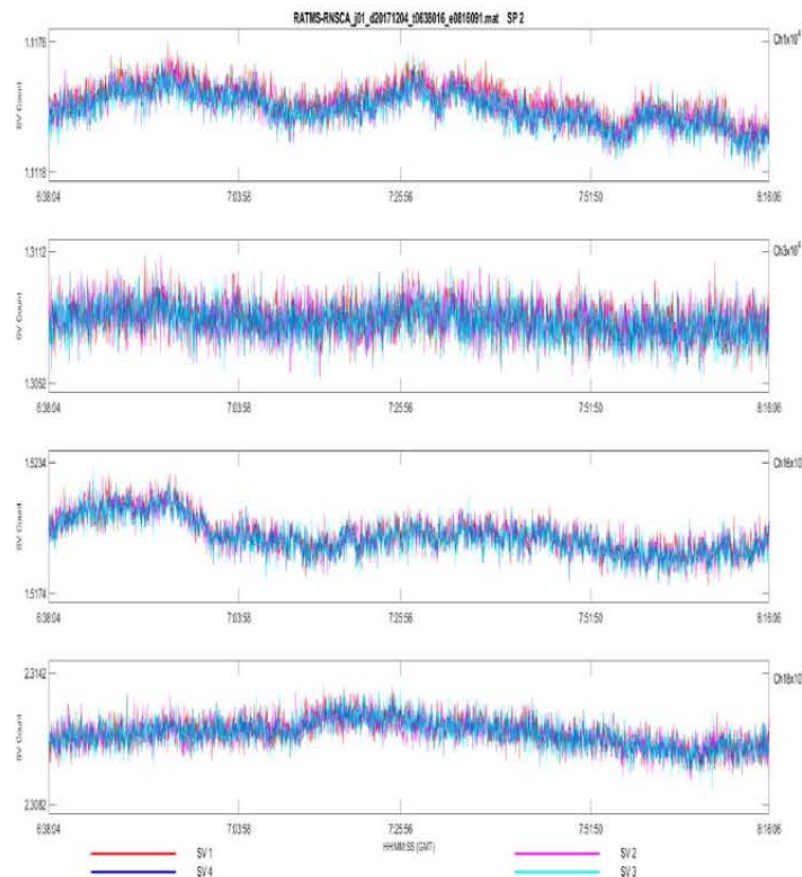 RATMS-RNSCA_j01_d20171204_t0638016_e0816091.mat SP 2
1.1176
Ch1x10⁴
SV Count
1.1118
6:38:04 7:03:58 7:25:56 7:51:50 8:16:06
1.3112
Ch3x10⁴
SV Count
1.3052
6:38:04 7:03:58 7:25:56 7:51:50 8:16:06
1.5234
Ch16x10
SV Count
1.5174
6:38:04 7:03:58 7:25:56 7:51:50 8:16:06
2.3142
Ch18x10
SV Count
2.3082
6:38:04 7:03:58 7:25:56 7:51:50 8:16:06
HH:MM:SS (GMT)
SV 1 SV 2
SV 4 SV 3